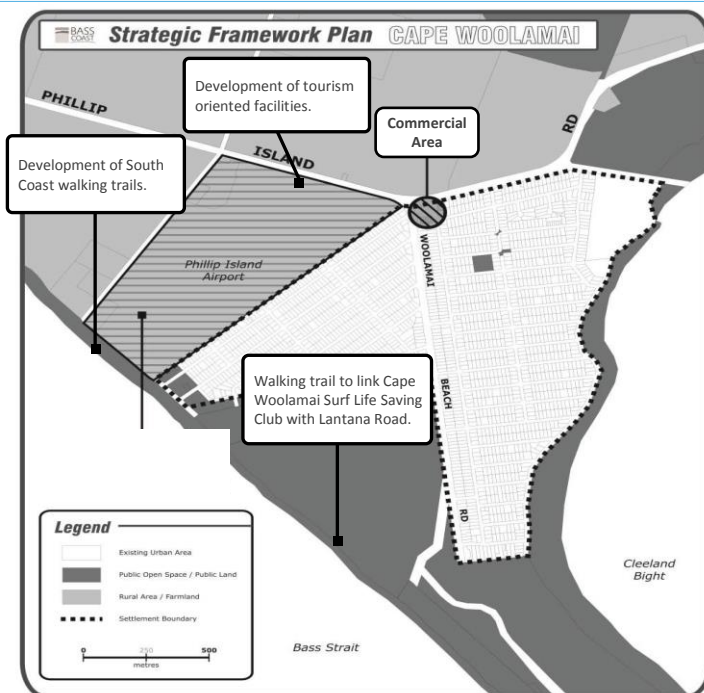 BASS
COAST
Strategic Framework Plan CAPE WOOLAMAI
Development of tourism
oriented facilities.
PHILLIP
ISLAND
RD
Commercial
Area
Development of South
Coast walking trails.
Phillip Island
Airport
WOOLAMAI
BEACH
RD
Walking trail to link Cape
Woolamai Surf Life Saving
Club with Lantana Road.
Legend
Existing Urban Area
Public Open Space / Public Land
Rural Area / Farmland
Settlement Boundary
0 250 500
metres
Cleeland
Bight
Bass Strait